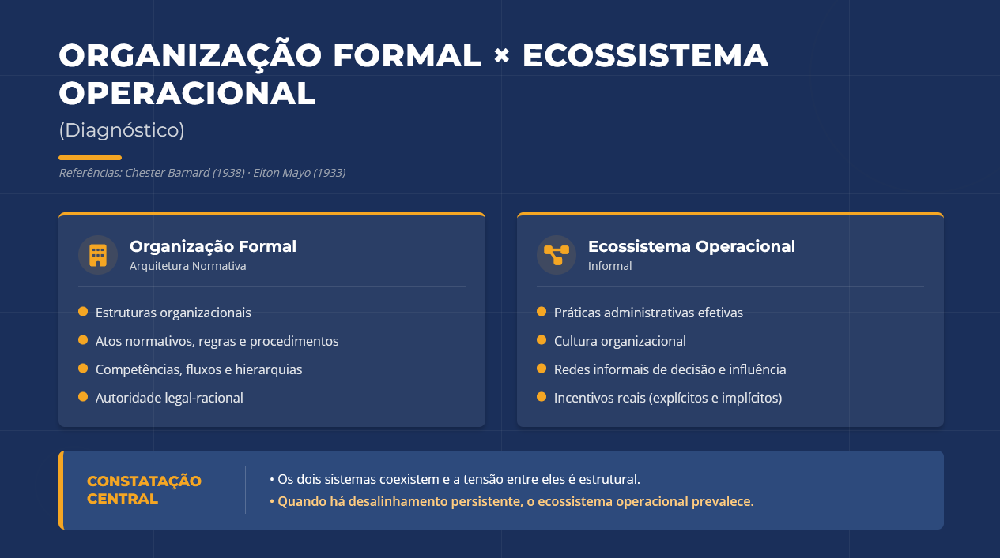 ORGANIZAÇÃO FORMAL × ECOSSISTEMA
OPERACIONAL
(Diagnóstico)
Referências: Chester Barnard (1938) · Elton Mayo (1933)
Organização Formal
Arquitetura Normativa
Estruturas organizacionais
Atos normativos, regras e procedimentos
Competências, fluxos e hierarquias
Autoridade legal-racional
Ecossistema Operacional
Informal
Práticas administrativas efetivas
Cultura organizacional
Redes informais de decisão e influência
Incentivos reais (explícitos e implícitos)
CONSTATAÇÃO
CENTRAL
• Os dois sistemas coexistem e a tensão entre eles é estrutural.
• Quando há desalinhamento persistente, o ecossistema operacional prevalece.